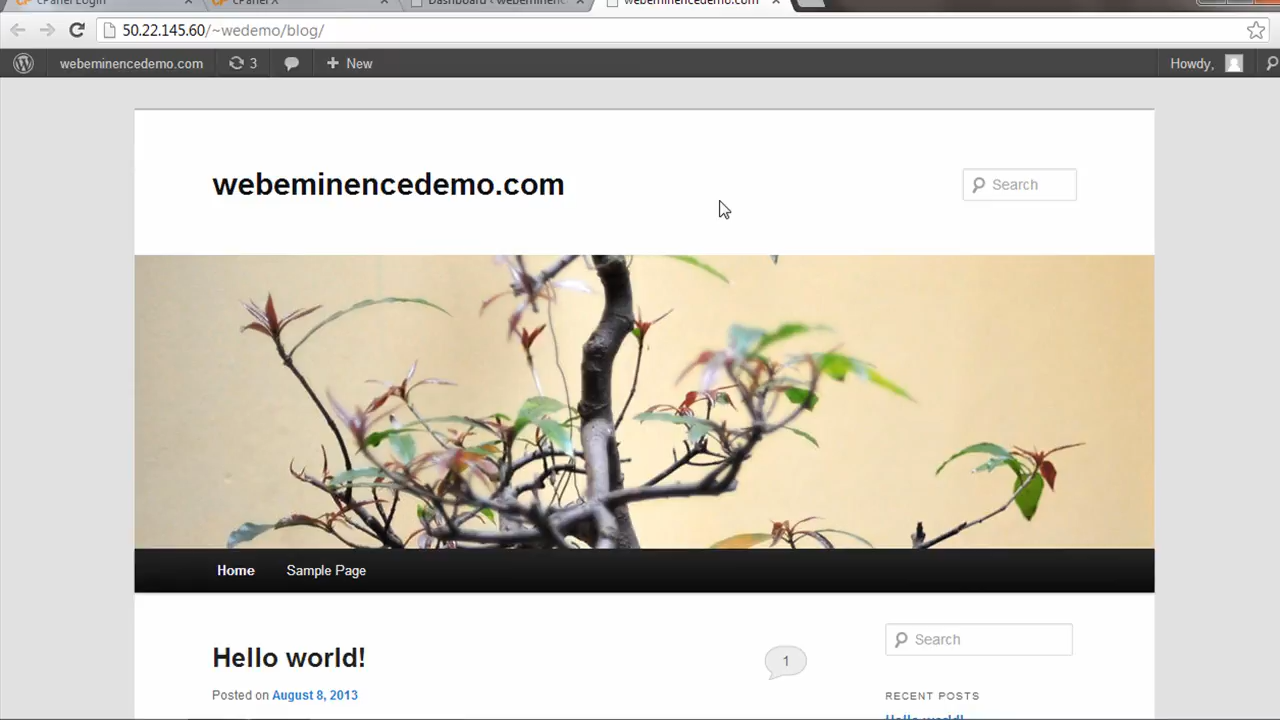 cPanel Login
cPanel X
Dashboard ‹ webeminenc
webeminencedemo.com
50.22.145.60/~wedemo/blog/
webeminencedemo.com 3 New Howdy,
webeminencedemo.com
Search
Home Sample Page
Search
Hello world!
1
Posted on August 8, 2013
RECENT POSTS
Hello world!